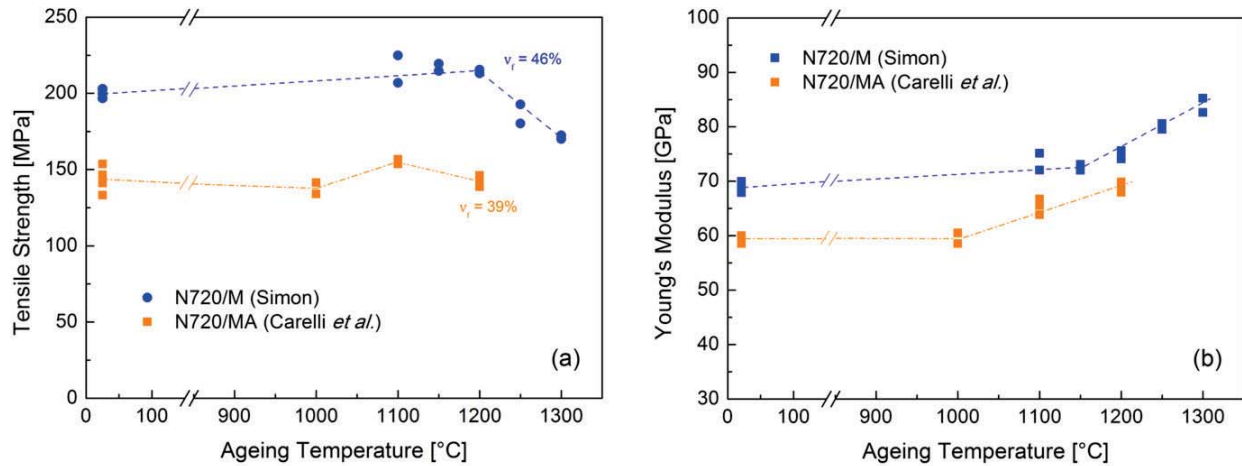 250
200
150
100
50
0
Tensile Strength [MPa]
ν_f = 46%
ν_f = 39%
N720/M (Simon)
N720/MA (Carelli et al.)
(a)
0 100 900 1000 1100 1200 1300
Ageing Temperature [°C]
100
90
80
70
60
50
40
30
Young's Modulus [GPa]
N720/M (Simon)
N720/MA (Carelli et al.)
(b)
0 100 900 1000 1100 1200 1300
Ageing Temperature [°C]